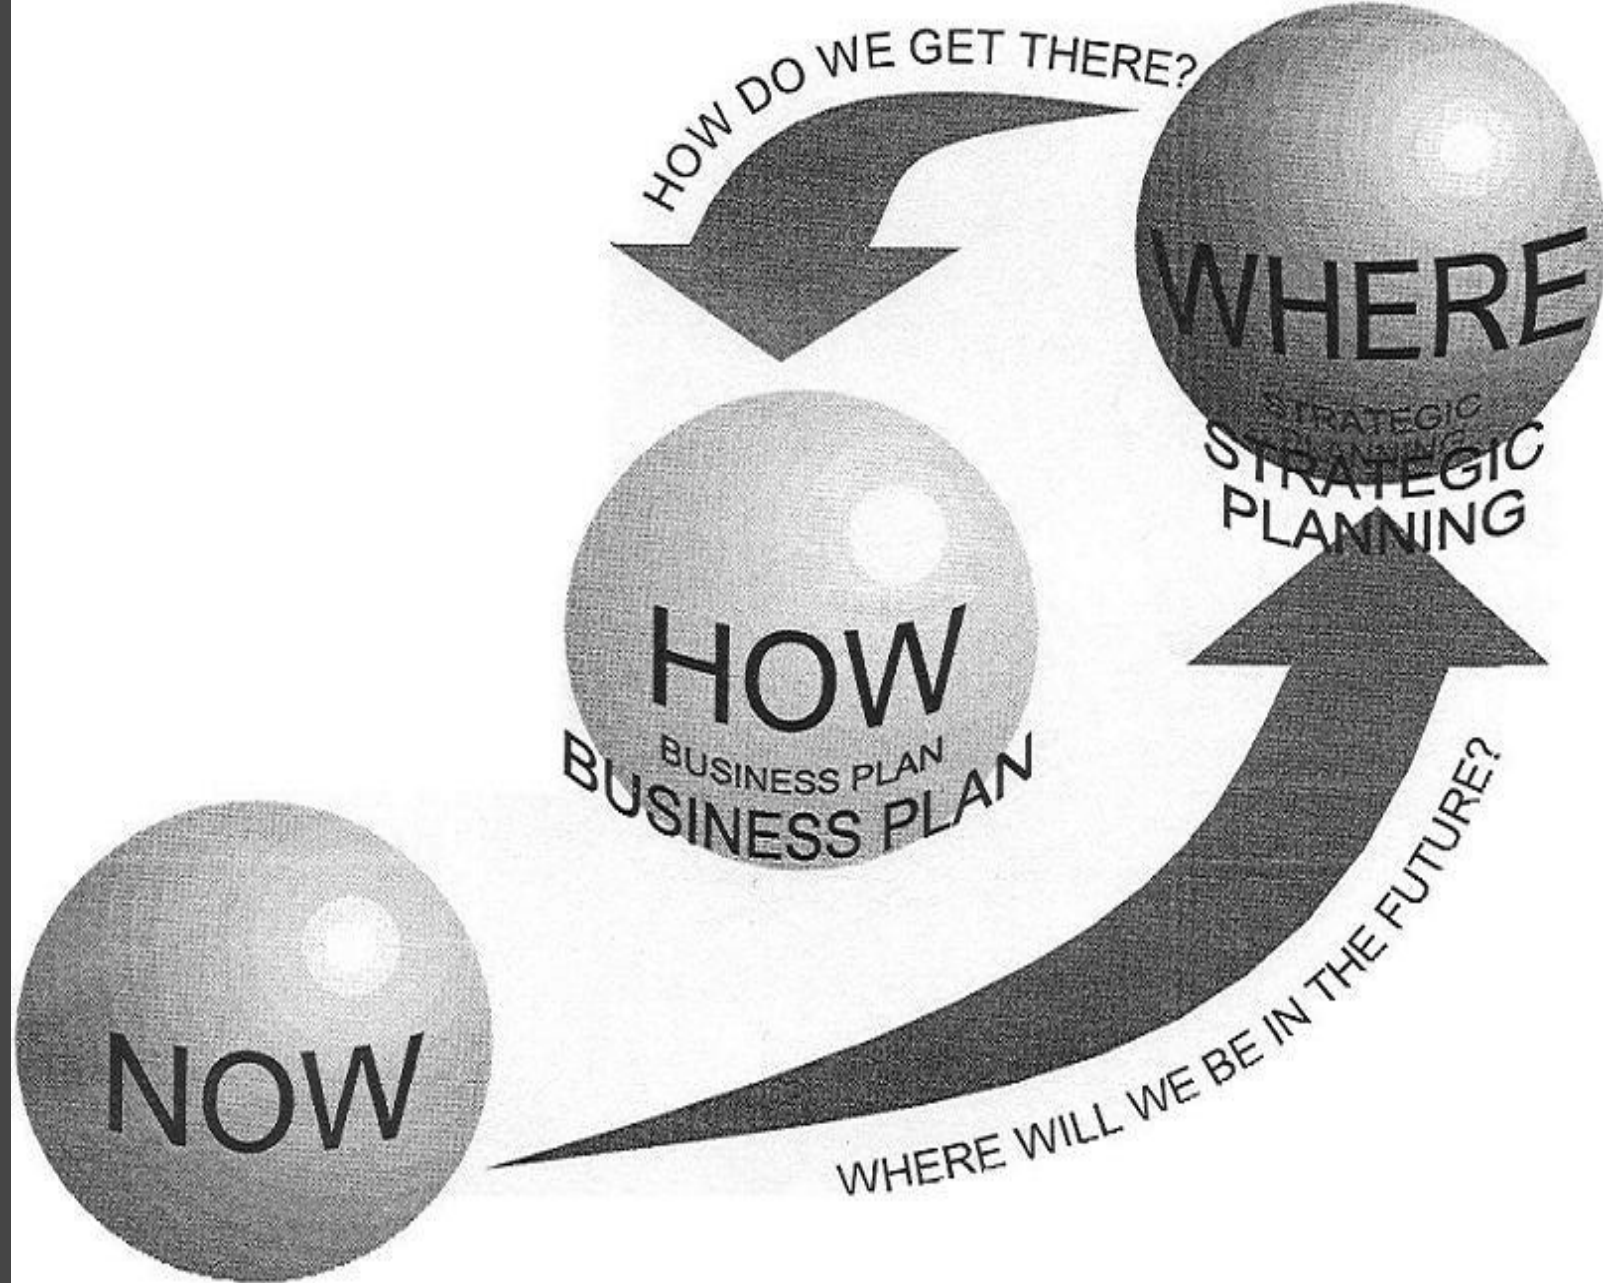 HOW DO WE GET THERE?
WHERE
STRATEGIC
PLANNING
STRATEGIC
PLANNING
HOW
BUSINESS PLAN
BUSINESS PLAN
NOW
WHERE WILL WE BE IN THE FUTURE?